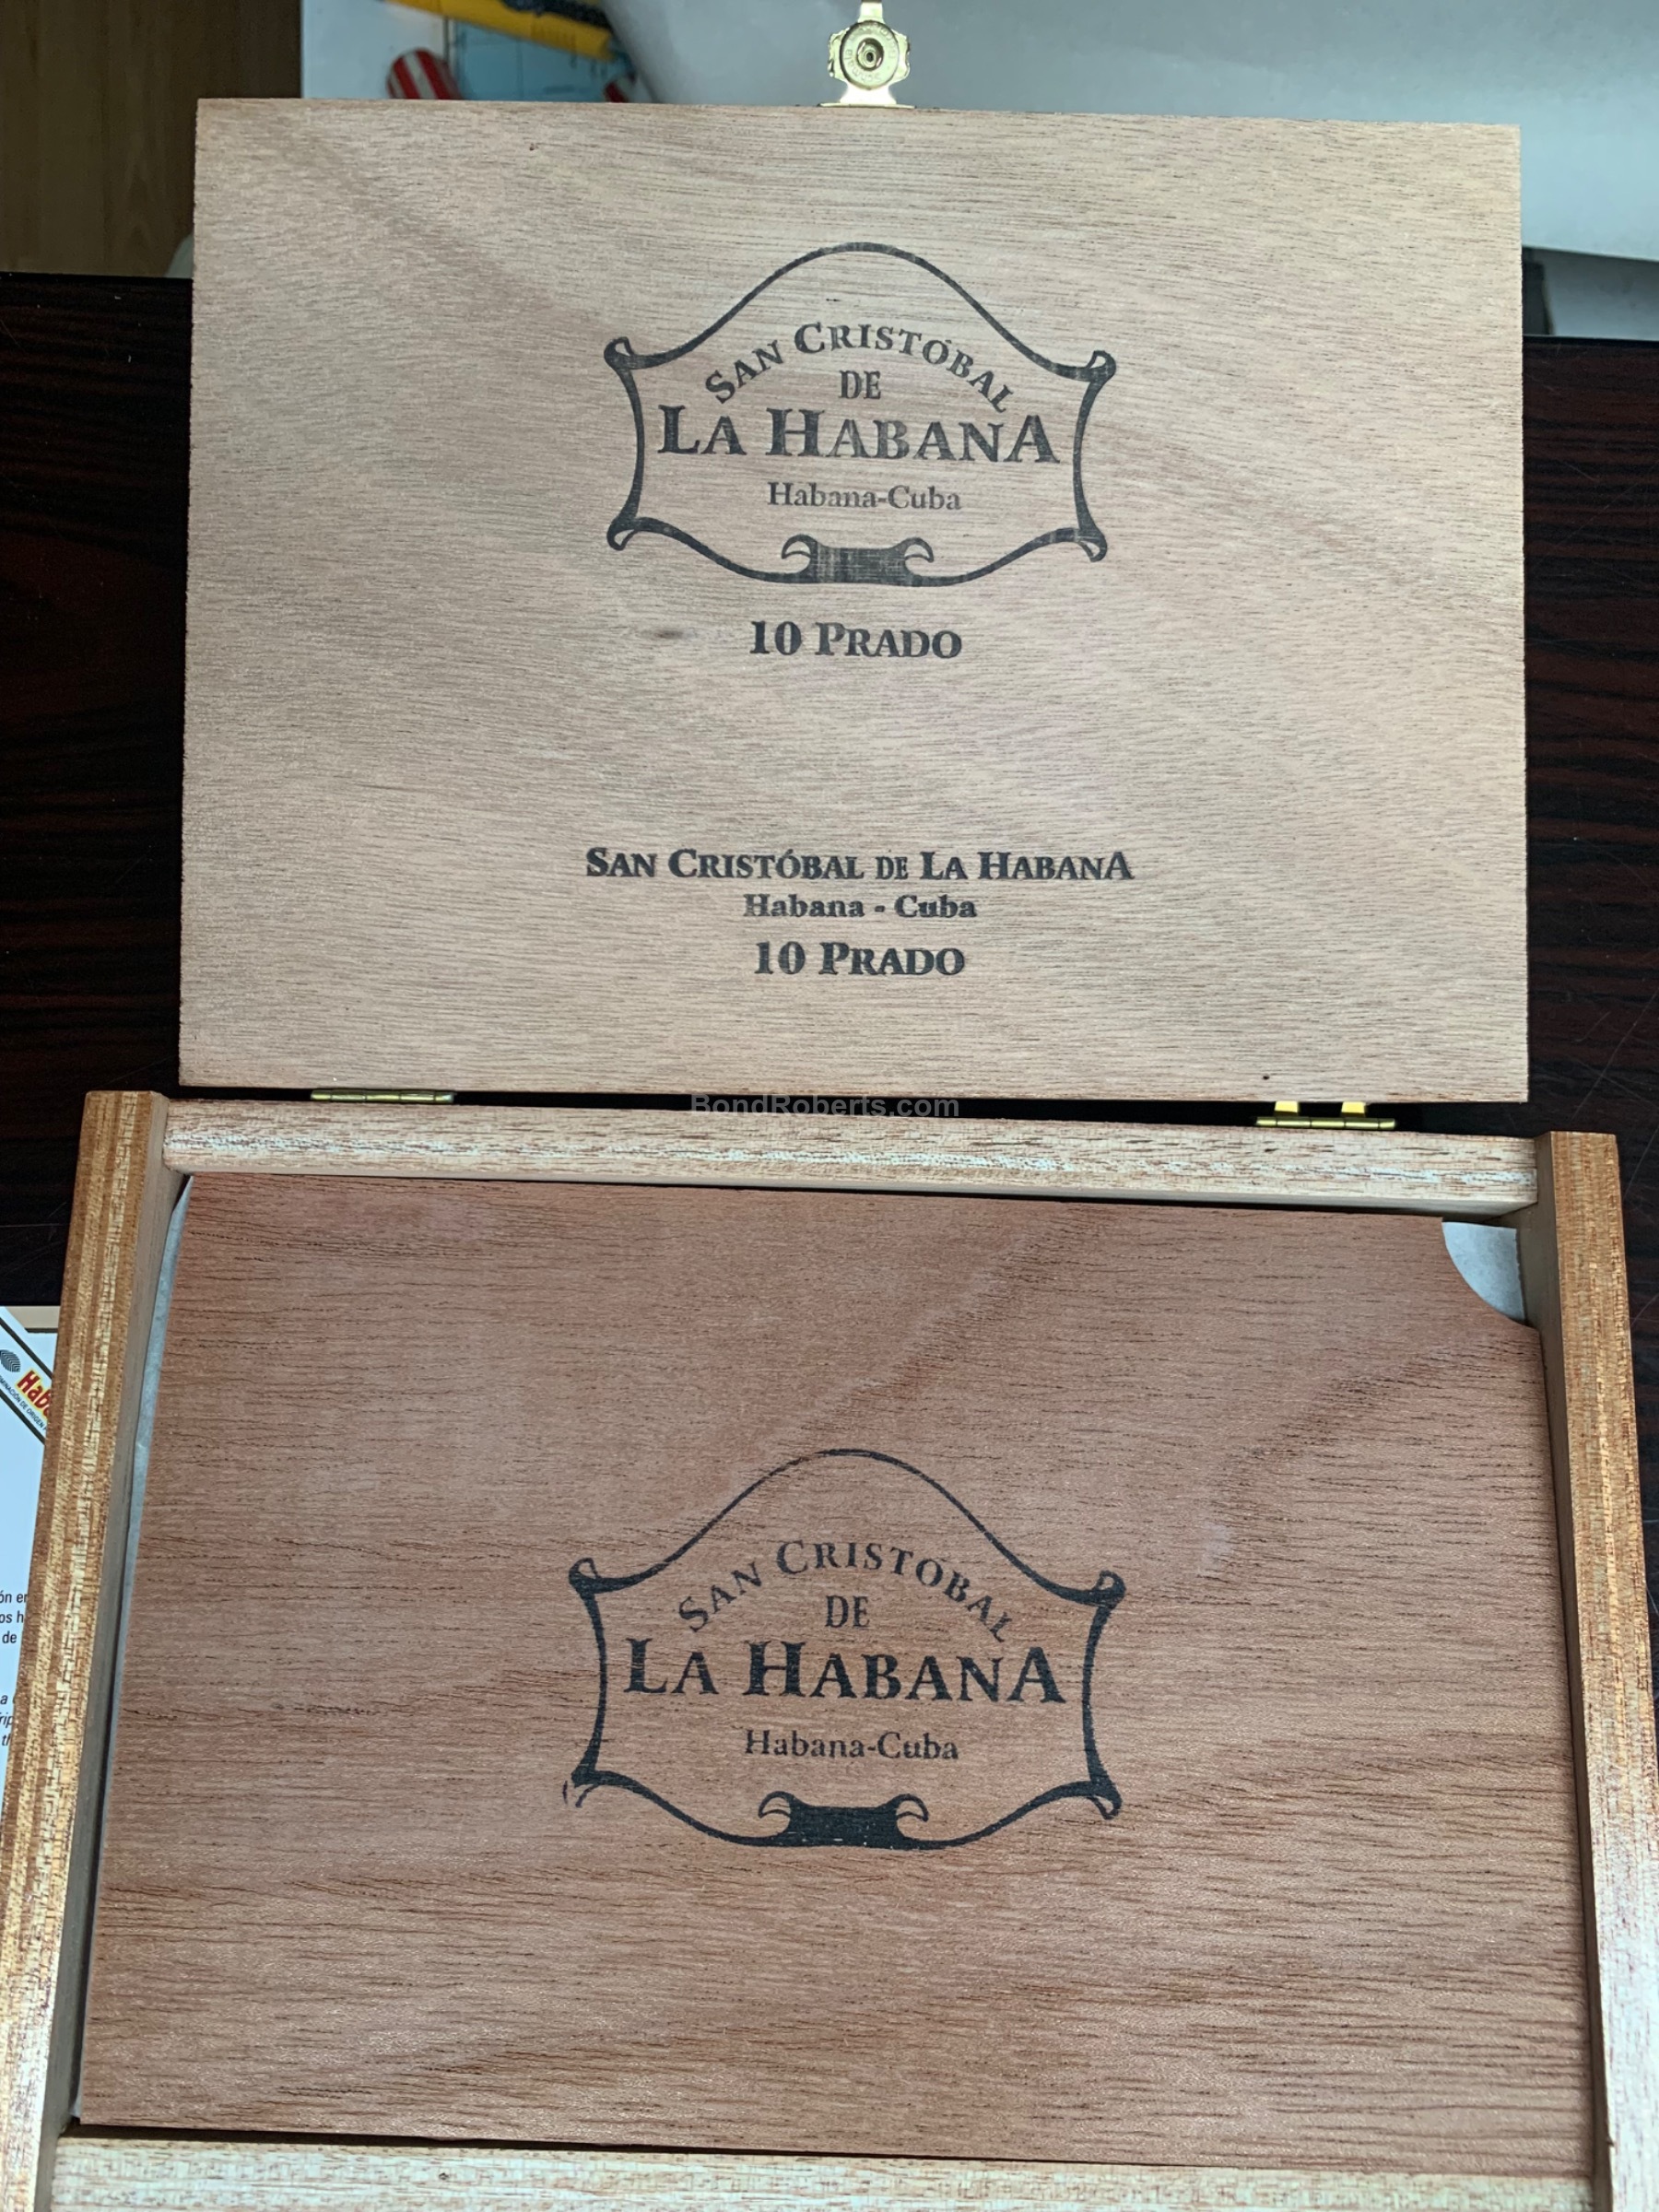 SAN CRISTÓBAL
DE
LA HABANA
Habana-Cuba
10 PRADO
SAN CRISTÓBAL DE LA HABANA
Habana - Cuba
10 PRADO
BondRoberts.com
SAN CRISTOBAL
DE
LA HABANA
Habana-Cuba